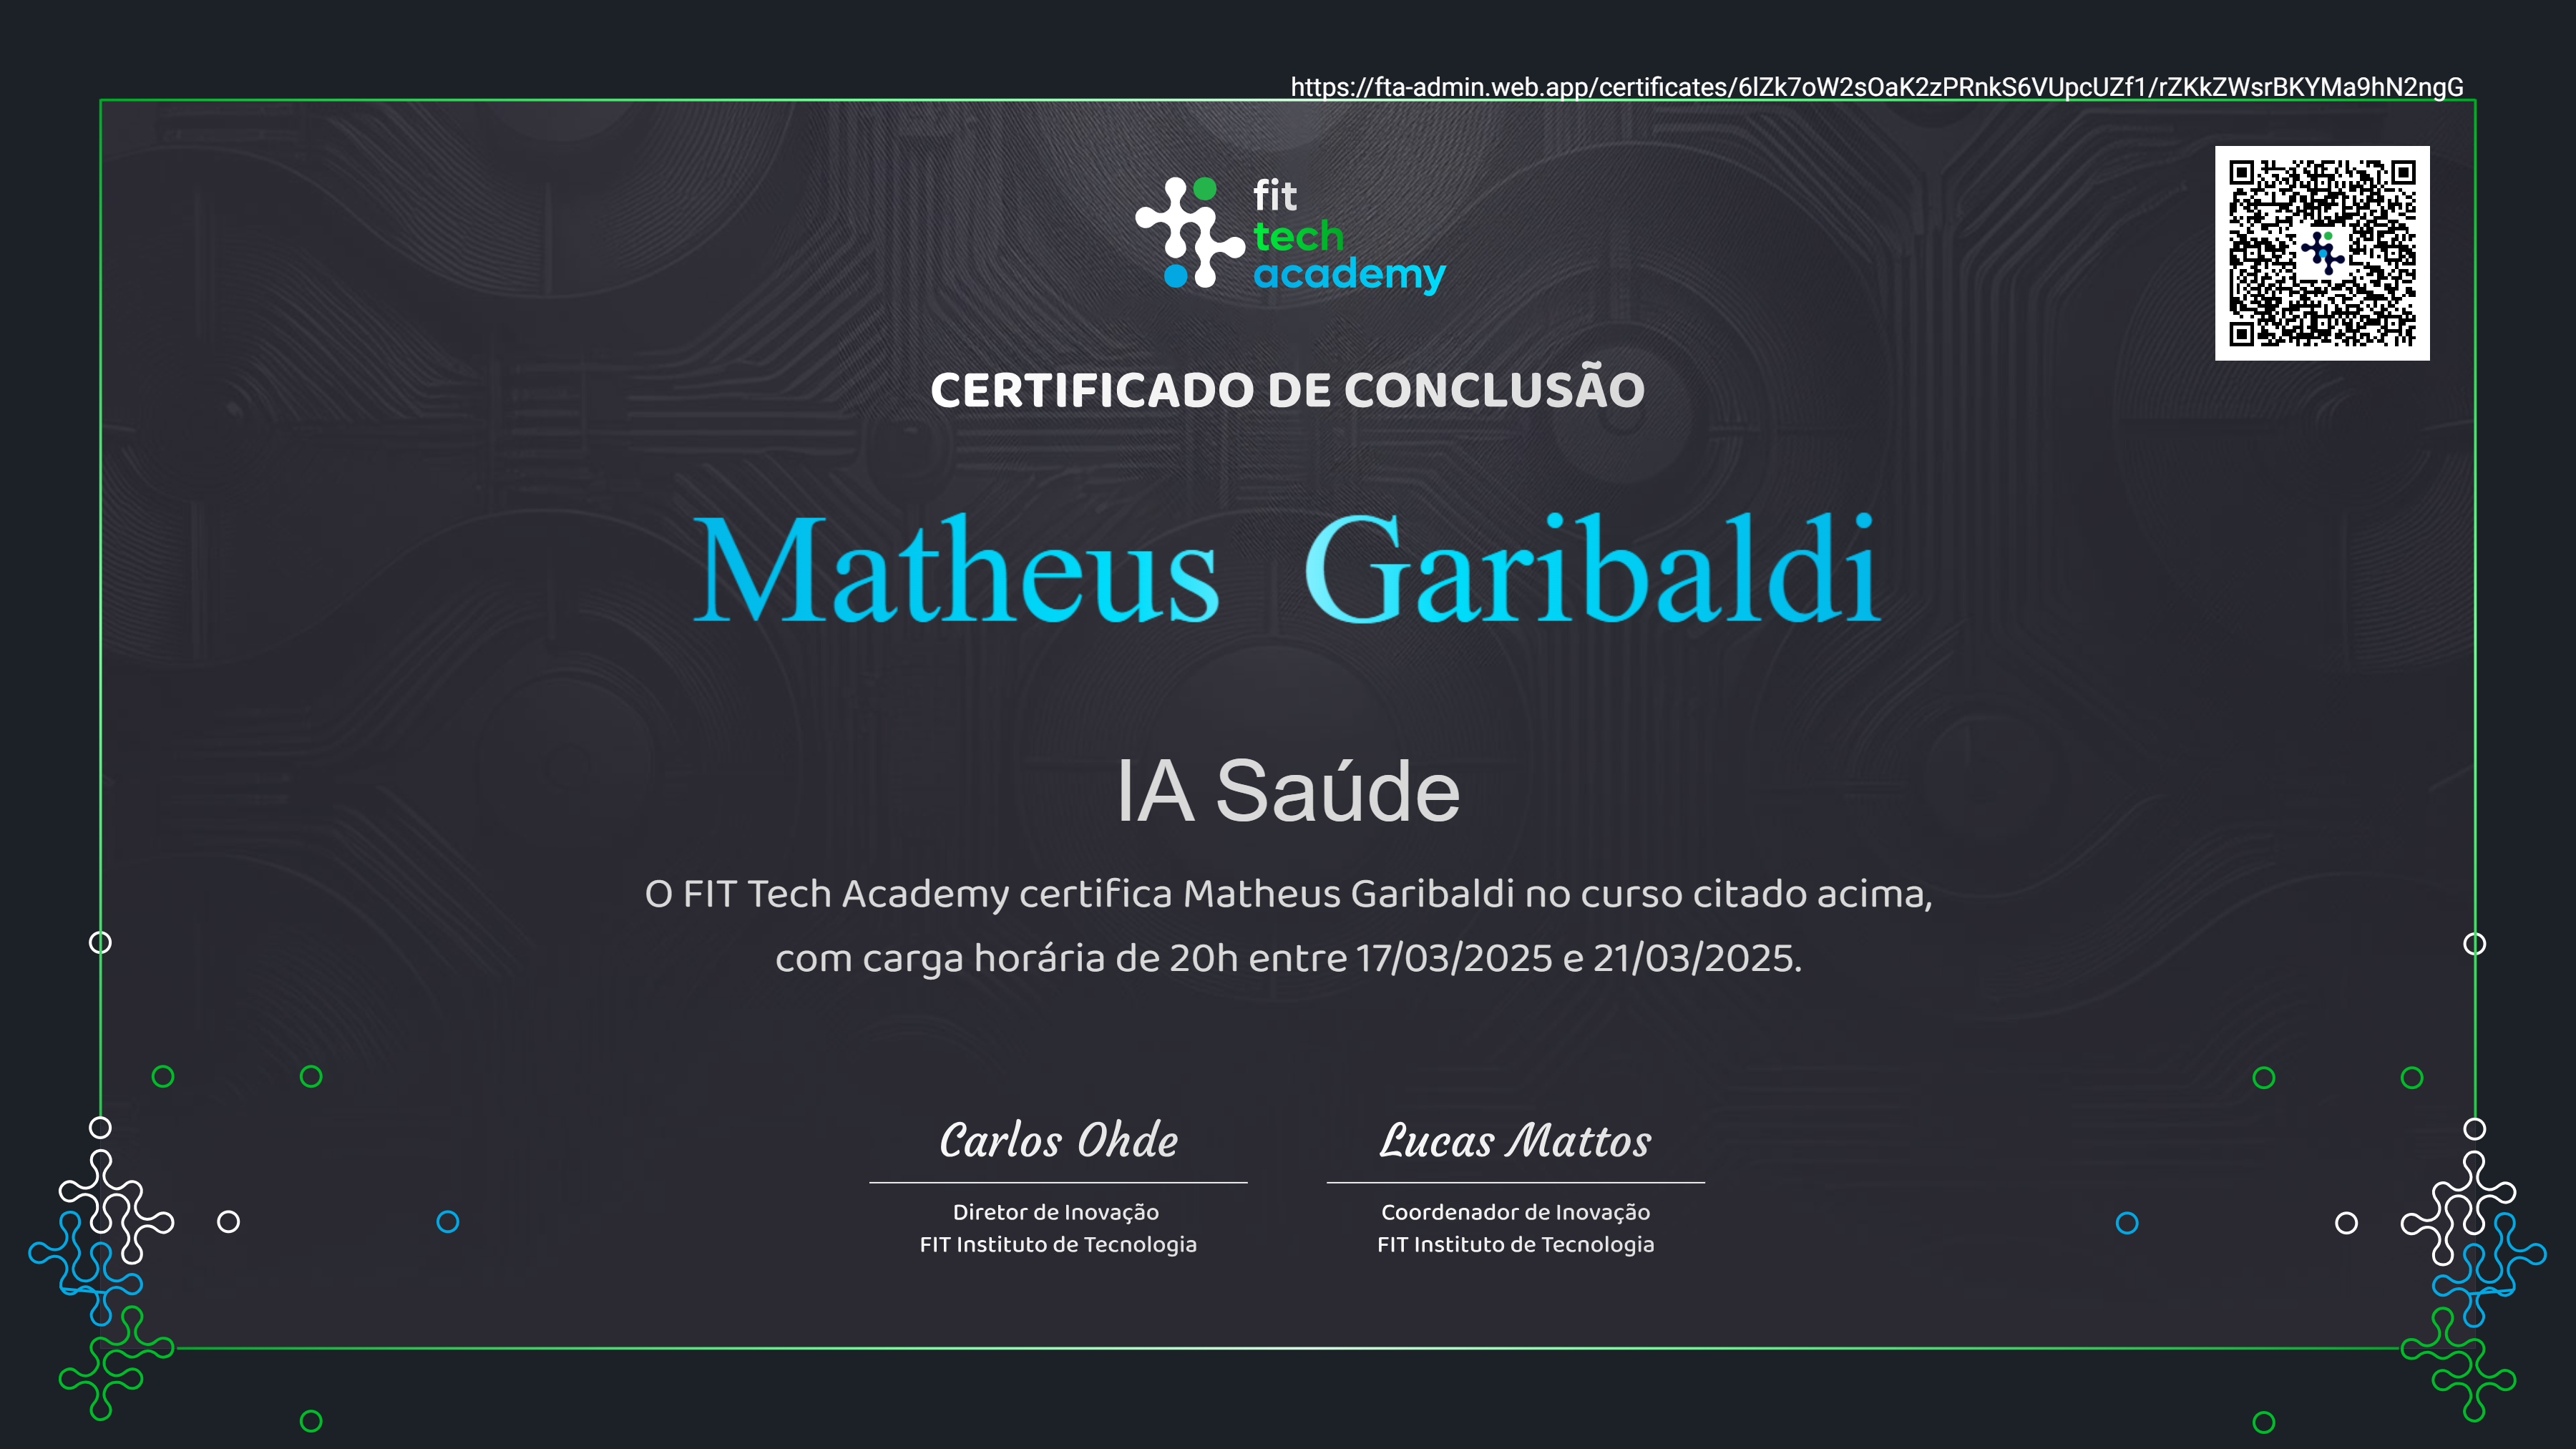 https://fta-admin.web.app/certificates/6lZk7oW2sOaK2zPRnkS6VUpcUZf1/rZKkZWsrBKYMa9hN2ngG
fit
tech
academy
CERTIFICADO DE CONCLUSÃO
Matheus Garibaldi
IA Saúde
O FIT Tech Academy certifica Matheus Garibaldi no curso citado acima,
com carga horária de 20h entre 17/03/2025 e 21/03/2025.
Carlos Ohde
Diretor de Inovação
FIT Instituto de Tecnologia
Lucas Mattos
Coordenador de Inovação
FIT Instituto de Tecnologia